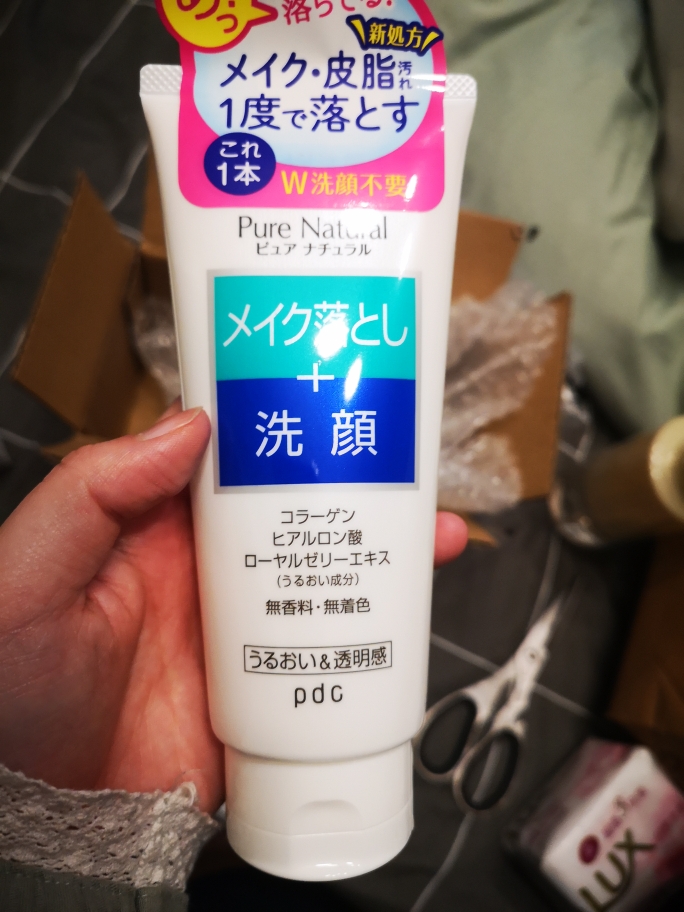 めっ
落ちてる!
新処方
メイク・皮脂汚れ
1度で落とす
これ
1本
W洗顔不要
Pure Natural
ピュア ナチュラル
メイク落とし
+
洗顔
コラーゲン
ヒアルロン酸
ローヤルゼリーエキス
(うるおい成分)
無香料・無着色
うるおい&透明感
pdc
LUX